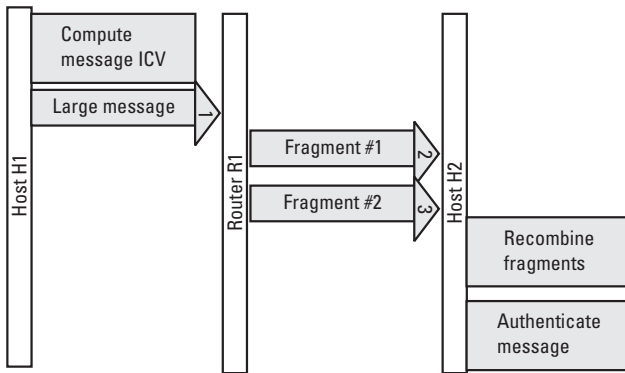 Compute
message ICV
Large message
1
Host H1
Router R1
Fragment #1
2
Fragment #2
3
Host H2
Recombine
fragments
Authenticate
message